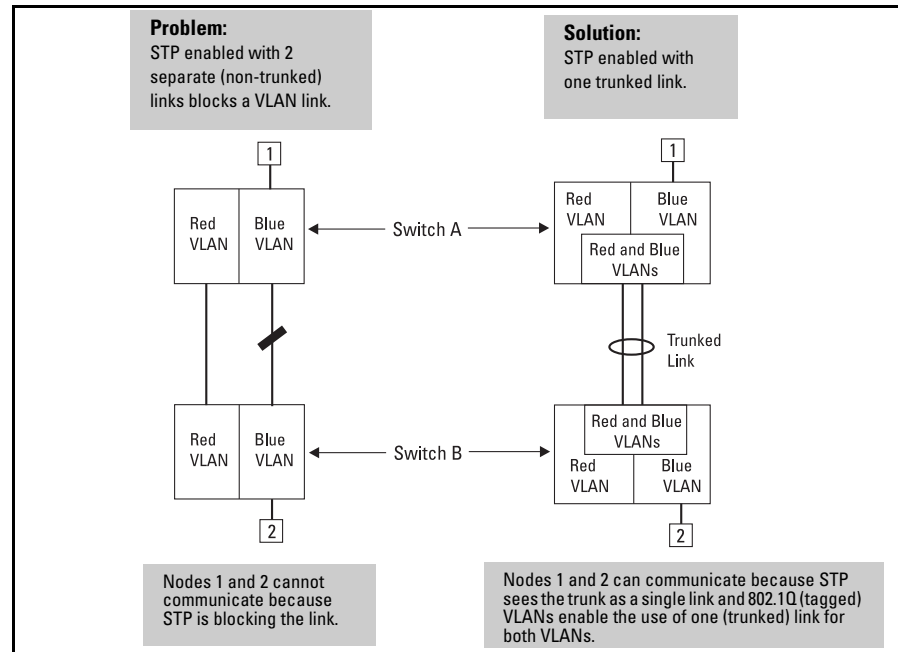 Problem:
STP enabled with 2
separate (non-trunked)
links blocks a VLAN link.
Solution:
STP enabled with
one trunked link.
1
1
Red
VLAN
Blue
VLAN
Switch A
Red
VLAN
Blue
VLAN
Red and Blue
VLANs
Trunked
Link
Red
VLAN
Blue
VLAN
Switch B
Red and Blue
VLANs
Red
VLAN
Blue
VLAN
2
2
Nodes 1 and 2 cannot
communicate because
STP is blocking the link.
Nodes 1 and 2 can communicate because STP
sees the trunk as a single link and 802.1Q (tagged)
VLANs enable the use of one (trunked) link for
both VLANs.